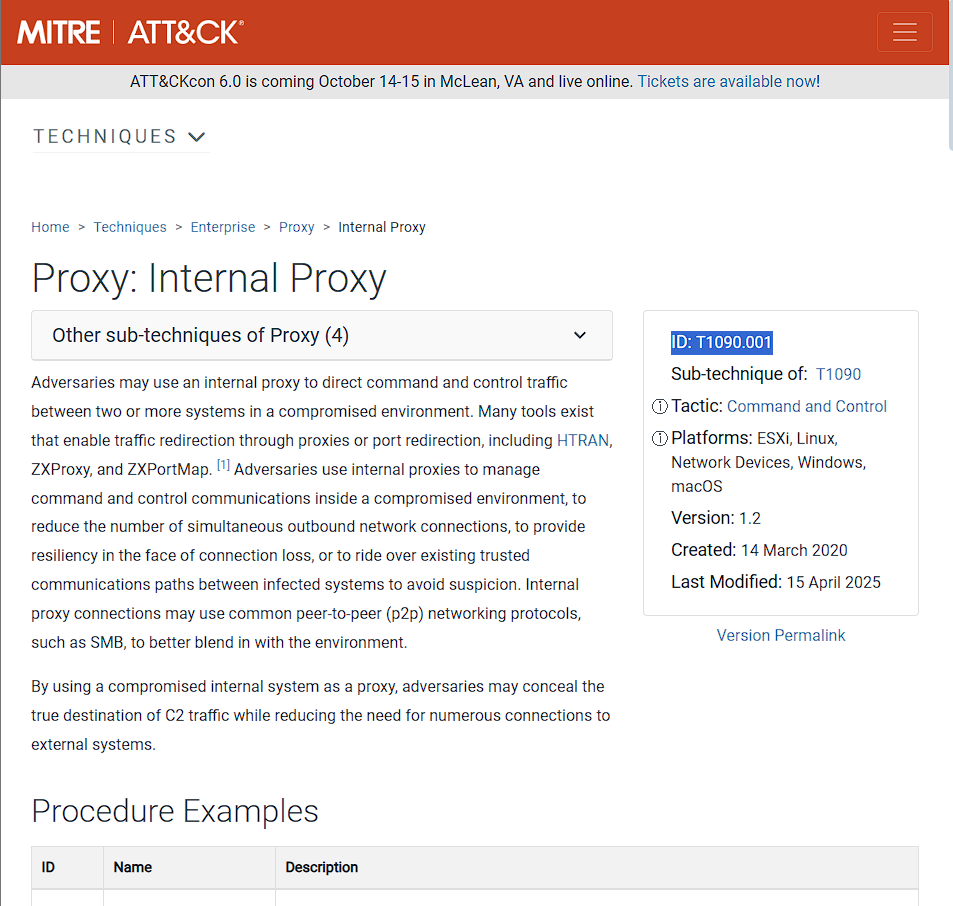 MITRE | ATT&CK®
ATT&CKcon 6.0 is coming October 14-15 in McLean, VA and live online. Tickets are available now!
TECHNIQUES
Home > Techniques > Enterprise > Proxy > Internal Proxy
Proxy: Internal Proxy
Other sub-techniques of Proxy (4)
Adversaries may use an internal proxy to direct command and control traffic
between two or more systems in a compromised environment. Many tools exist
that enable traffic redirection through proxies or port redirection, including HTRAN,
ZXProxy, and ZXPortMap. [1] Adversaries use internal proxies to manage
command and control communications inside a compromised environment, to
reduce the number of simultaneous outbound network connections, to provide
resiliency in the face of connection loss, or to ride over existing trusted
communications paths between infected systems to avoid suspicion. Internal
proxy connections may use common peer-to-peer (p2p) networking protocols,
such as SMB, to better blend in with the environment.
By using a compromised internal system as a proxy, adversaries may conceal the
true destination of C2 traffic while reducing the need for numerous connections to
external systems.
ID: T1090.001
Sub-technique of: T1090
ⓘ Tactic: Command and Control
ⓘ Platforms: ESXi, Linux,
Network Devices, Windows,
macOS
Version: 1.2
Created: 14 March 2020
Last Modified: 15 April 2025
Version Permalink
Procedure Examples
ID Name Description